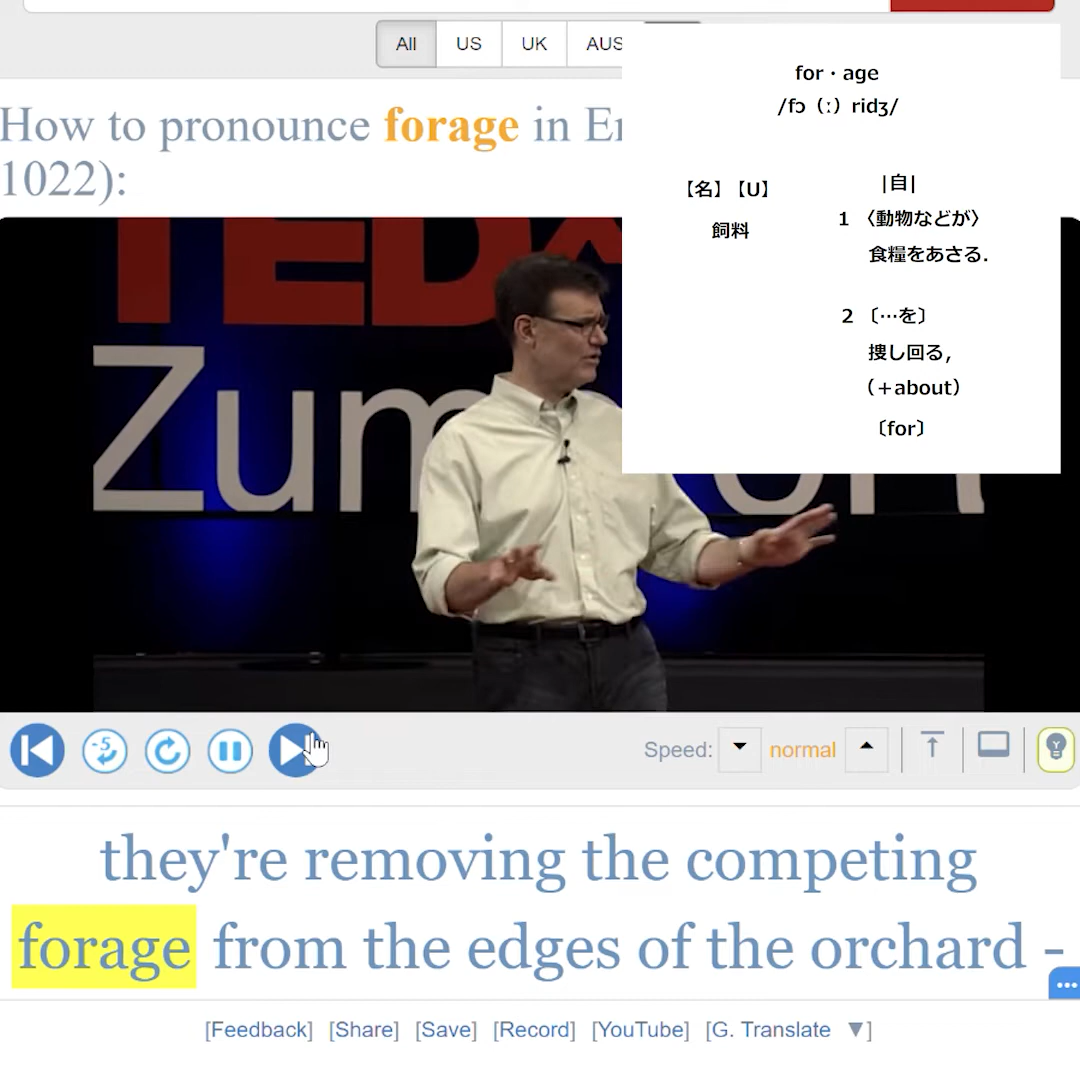 All US UK AUS
How to pronounce forage in En
1022):
for・age
/fɔ（ː）ridʒ/
【名】【U】
飼料
|自|
1 〈動物などが〉
食糧をあさる.
2 〔…を〕
捜し回る,
（＋about）
〔for〕
TEDx
Zum
-5
Speed: normal
they're removing the competing
forage from the edges of the orchard -
[Feedback] [Share] [Save] [Record] [YouTube] [G. Translate ▼]